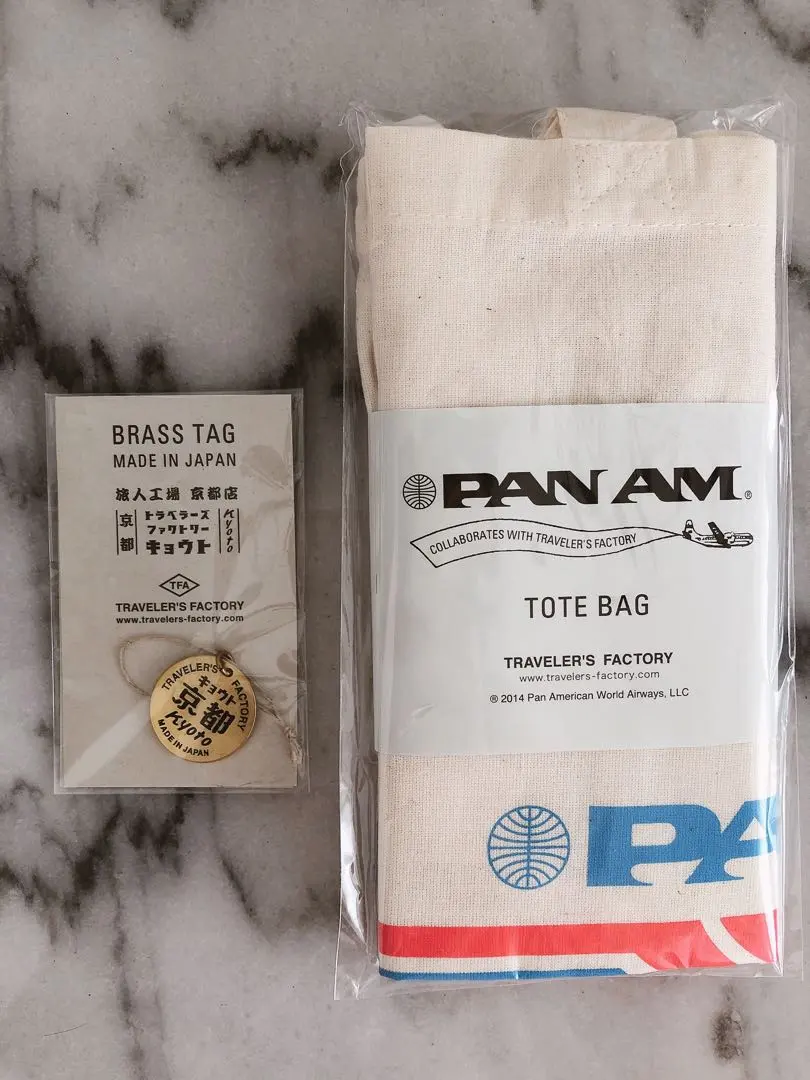 BRASS TAG
MADE IN JAPAN
旅人工場 京都店
京都
トラベラーズ
ファクトリー
キョウト
Kyoto
TFA
TRAVELER'S FACTORY
www.travelers-factory.com
TRAVELER'S FACTORY
キョウト
京都
Kyoto
MADE IN JAPAN
PAN AM®
COLLABORATES WITH TRAVELER'S FACTORY
TOTE BAG
TRAVELER'S FACTORY
www.travelers-factory.com
® 2014 Pan American World Airways, LLC
PA